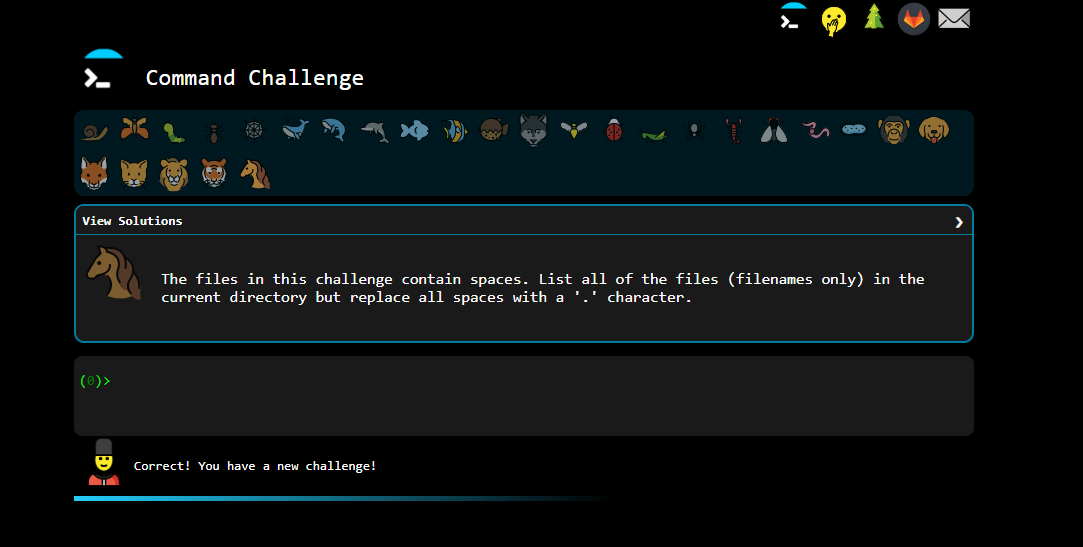 Command Challenge
View Solutions
The files in this challenge contain spaces. List all of the files (filenames only) in the
current directory but replace all spaces with a '.' character.
(0)>
Correct! You have a new challenge!